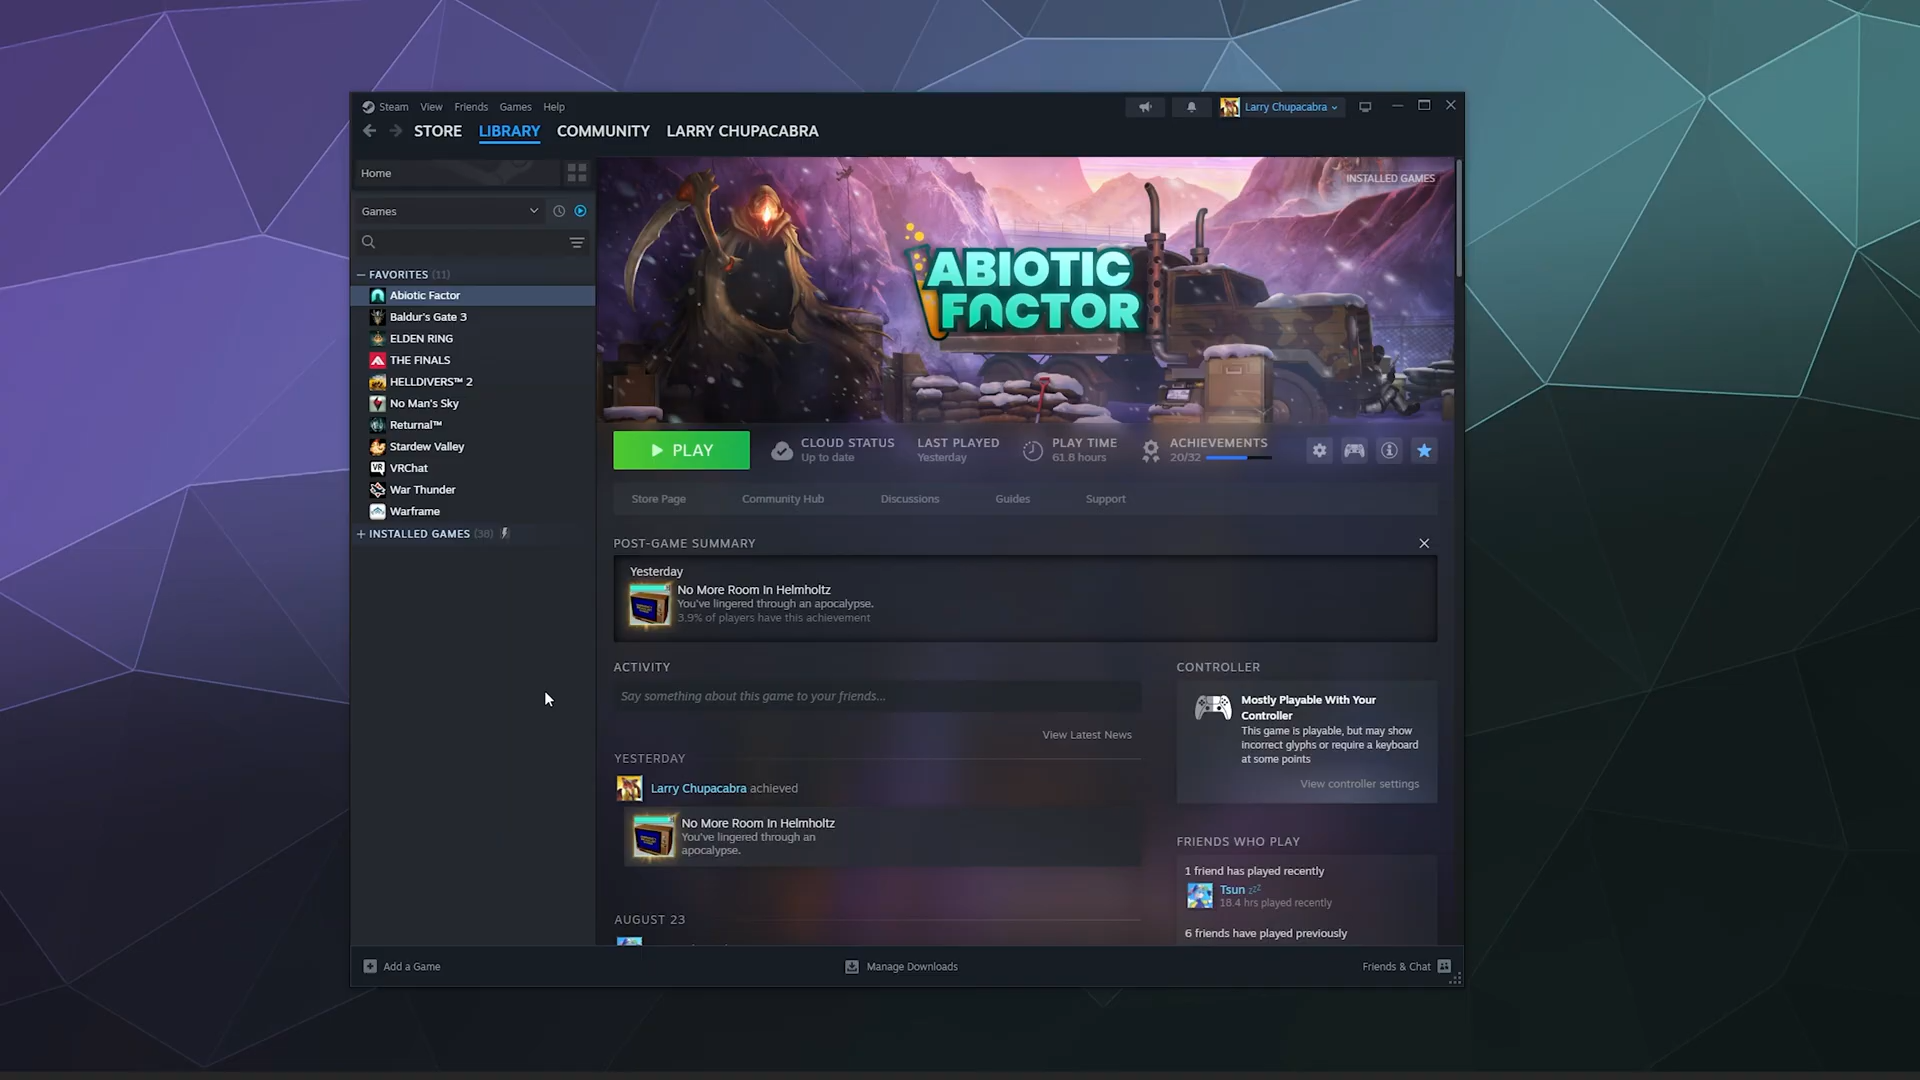 Steam View Friends Games Help
Larry Chupacabra
STORE LIBRARY COMMUNITY LARRY CHUPACABRA
Home
Games
FAVORITES (11)
Abiotic Factor
Baldur's Gate 3
ELDEN RING
THE FINALS
HELLDIVERS™ 2
No Man's Sky
Returnal™
Stardew Valley
VR VRChat
War Thunder
Warframe
INSTALLED GAMES (38)
INSTALLED GAMES
ABIOTIC
FACTOR
PLAY
CLOUD STATUS
Up to date
LAST PLAYED
Yesterday
PLAY TIME
61.8 hours
ACHIEVEMENTS
20/32
Store Page Community Hub Discussions Guides Support
POST-GAME SUMMARY
Yesterday
No More Room In Helmholtz
You've lingered through an apocalypse.
3.9% of players have this achievement
ACTIVITY
Say something about this game to your friends...
View Latest News
YESTERDAY
Larry Chupacabra achieved
No More Room In Helmholtz
You've lingered through an
apocalypse.
AUGUST 23
CONTROLLER
Mostly Playable With Your
Controller
This game is playable, but may show
incorrect glyphs or require a keyboard
at some points
View controller settings
FRIENDS WHO PLAY
1 friend has played recently
Tsun zzz
18.4 hrs played recently
6 friends have played previously
Add a Game
Manage Downloads
Friends & Chat